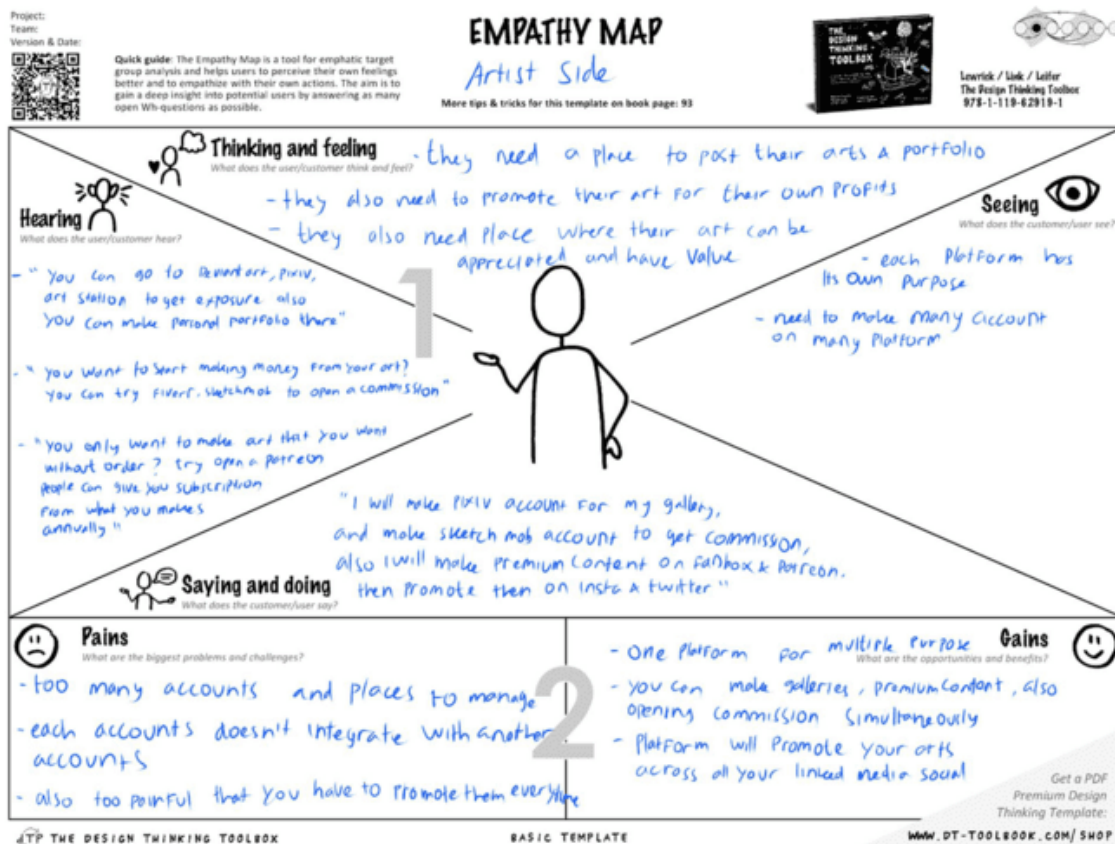 Project:
Team:
Version & Date:
Quick guide: The Empathy Map is a tool for emphatic target
group analysis and helps users to perceive their own feelings
better and to empathize with their own actions. The aim is to
gain a deep insight into potential users by answering as many
open Wh-questions as possible.
EMPATHY MAP
Artist Side
More tips & tricks for this template on book page: 93
THE
DESIGN
THINKING
TOOLBOX
Lewrick / Link / Leifer
The Design Thinking Toolbox
978-1-119-62919-1
Thinking and feeling
What does the user/customer think and feel?
- they need a place to post their arts & portfolio
- they also need to promote their art for their own profits
- they also need place where their art can be
appreciated and have value
Hearing
What does the user/customer hear?
- "You can go to Deviantart, pixiv,
art station to get exposure also
you can make personal portfolio there"
- "you want to start making money from your art?
you can try fiverr, sketchmob to open a commission"
- "you only want to make art that you want
without order? try open a patreon
people can give you subscription
from what you makes
annually"
1
Seeing
What does the customer/user see?
- each platform has
its own purpose
- need to make many account
on many platform
"I will make pixiv account for my gallery,
and make sketch mob account to get commission,
also I will make premium content on fanbox & patreon.
then promote then on insta & twitter"
Saying and doing
What does the customer/user say?
Pains
What are the biggest problems and challenges?
- too many accounts and places to manage
- each accounts doesn't integrate with another
accounts
- also too painful that you have to promote them everytime
2
Gains
What are the opportunities and benefits?
- One platform for multiple purpose
- you can make galleries, premium content, also
opening commission simultaneously
- Platform will promote your arts
across all your linked media social
Get a PDF
Premium Design
Thinking Template:
WWW.DT-TOOLBOOK.COM/SHOP
DTP THE DESIGN THINKING TOOLBOX
BASIC TEMPLATE